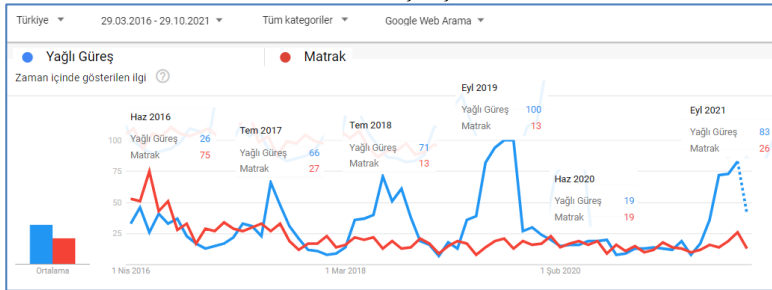 Türkiye 29.03.2016 - 29.10.2021 Tüm kategoriler Google Web Arama
Yağlı Güreş Matrak
Zaman içinde gösterilen ilgi
Haz 2016
Yağlı Güreş 26
Matrak 75
Tem 2017
Yağlı Güreş 66
Matrak 27
Tem 2018
Yağlı Güreş 71
Matrak 13
Eyl 2019
Yağlı Güreş 100
Matrak 13
Haz 2020
Yağlı Güreş 19
Matrak 19
Eyl 2021
Yağlı Güreş 83
Matrak 26
100
75
50
25
Ortalama 1 Nis 2016 1 Mar 2018 1 Şub 2020